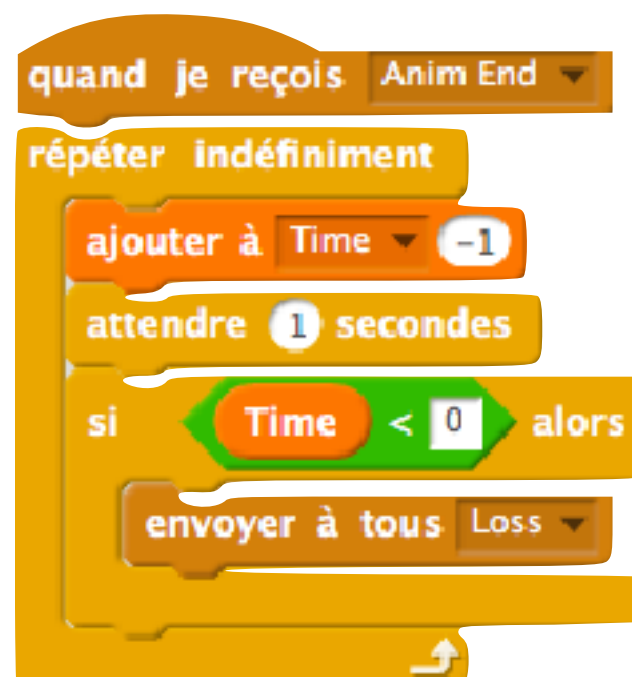 quand je reçois Anim End
répéter indéfiniment
ajouter à Time -1
attendre 1 secondes
si Time < 0 alors
envoyer à tous Loss